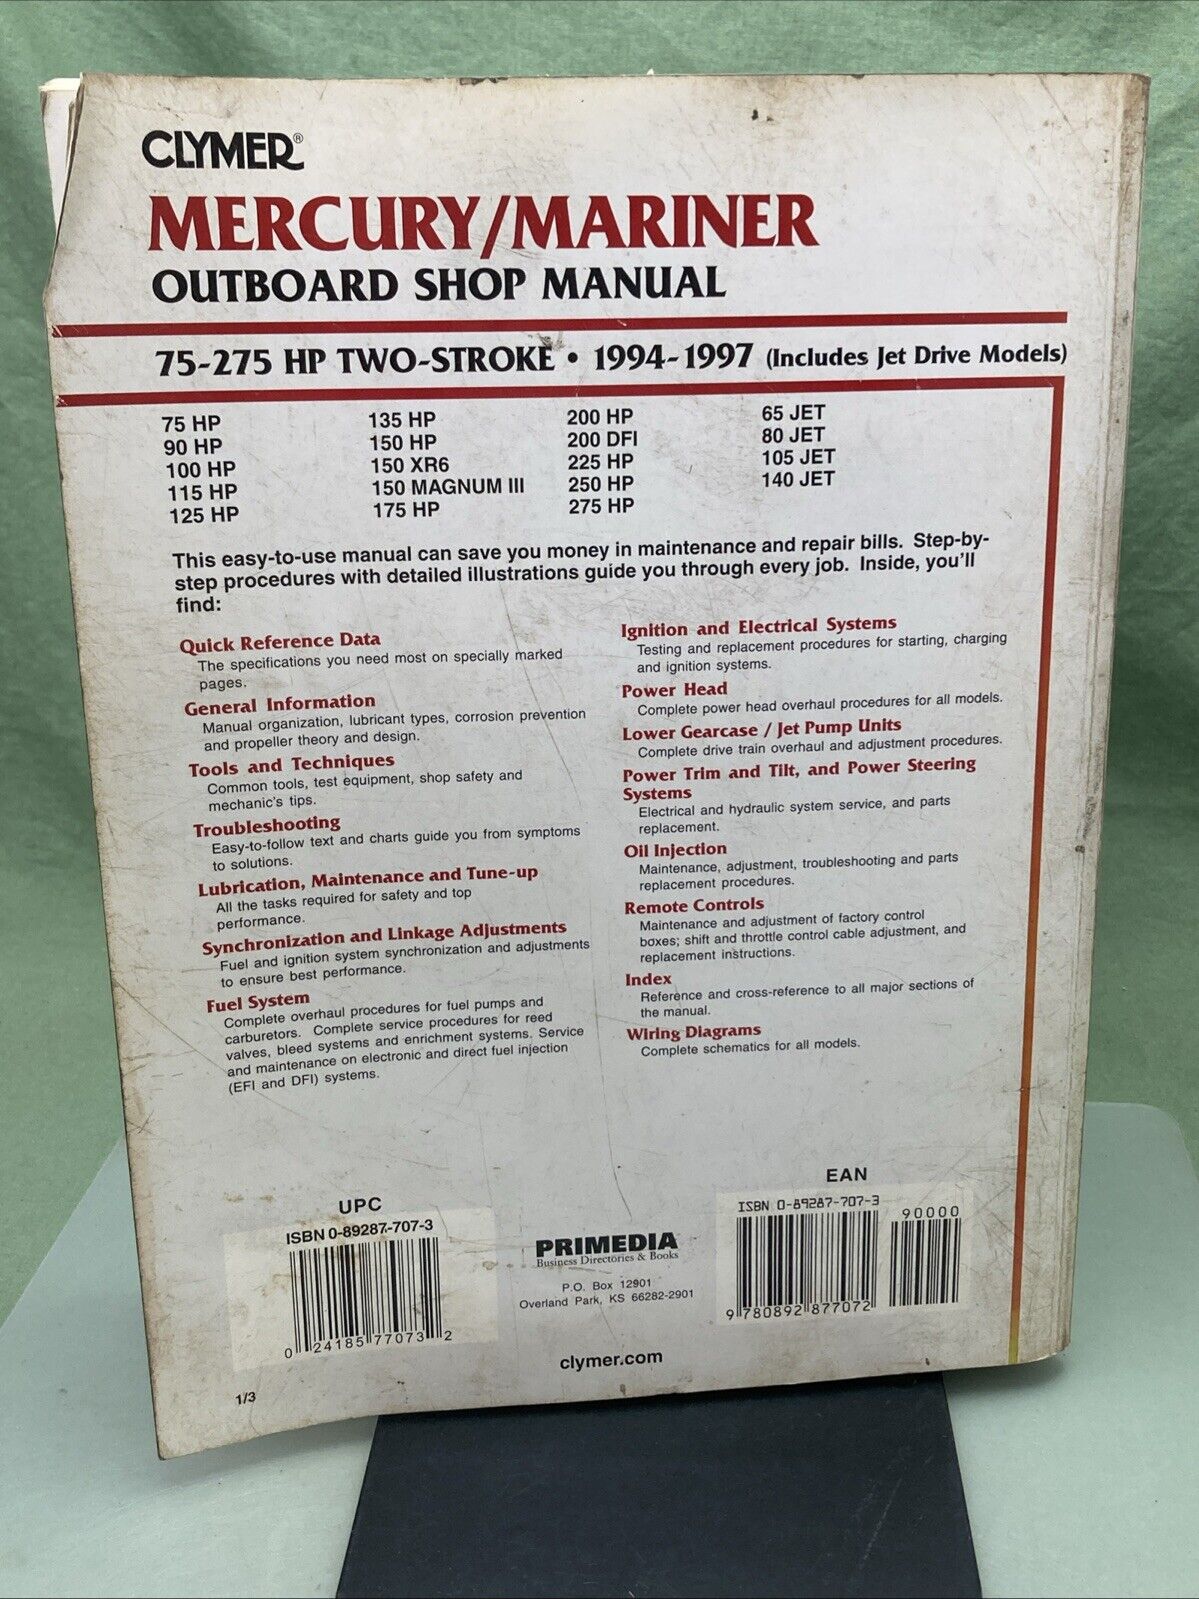 CLYMER®
MERCURY/MARINER
OUTBOARD SHOP MANUAL
75-275 HP TWO-STROKE • 1994-1997 (Includes Jet Drive Models)
75 HP
90 HP
100 HP
115 HP
125 HP
135 HP
150 HP
150 XR6
150 MAGNUM III
175 HP
200 HP
200 DFI
225 HP
250 HP
275 HP
65 JET
80 JET
105 JET
140 JET
This easy-to-use manual can save you money in maintenance and repair bills. Step-by-
step procedures with detailed illustrations guide you through every job. Inside, you'll
find:
Quick Reference Data
The specifications you need most on specially marked
pages.
General Information
Manual organization, lubricant types, corrosion prevention
and propeller theory and design.
Tools and Techniques
Common tools, test equipment, shop safety and
mechanic's tips.
Troubleshooting
Easy-to-follow text and charts guide you from symptoms
to solutions.
Lubrication, Maintenance and Tune-up
All the tasks required for safety and top
performance.
Synchronization and Linkage Adjustments
Fuel and ignition system synchronization and adjustments
to ensure best performance.
Fuel System
Complete overhaul procedures for fuel pumps and
carburetors. Complete service procedures for reed
valves, bleed systems and enrichment systems. Service
and maintenance on electronic and direct fuel injection
(EFI and DFI) systems.
Ignition and Electrical Systems
Testing and replacement procedures for starting, charging
and ignition systems.
Power Head
Complete power head overhaul procedures for all models.
Lower Gearcase / Jet Pump Units
Complete drive train overhaul and adjustment procedures.
Power Trim and Tilt, and Power Steering
Systems
Electrical and hydraulic system service, and parts
replacement.
Oil Injection
Maintenance, adjustment, troubleshooting and parts
replacement procedures.
Remote Controls
Maintenance and adjustment of factory control
boxes; shift and throttle control cable adjustment, and
replacement instructions.
Index
Reference and cross-reference to all major sections of
the manual.
Wiring Diagrams
Complete schematics for all models.
UPC
ISBN 0-89287-707-3
0 24185 77073 2
PRIMEDIA
Business Directories & Books
P.O. Box 12901
Overland Park, KS 66282-2901
clymer.com
EAN
ISBN 0-89287-707-3
90000
9 780892 877072
1/3